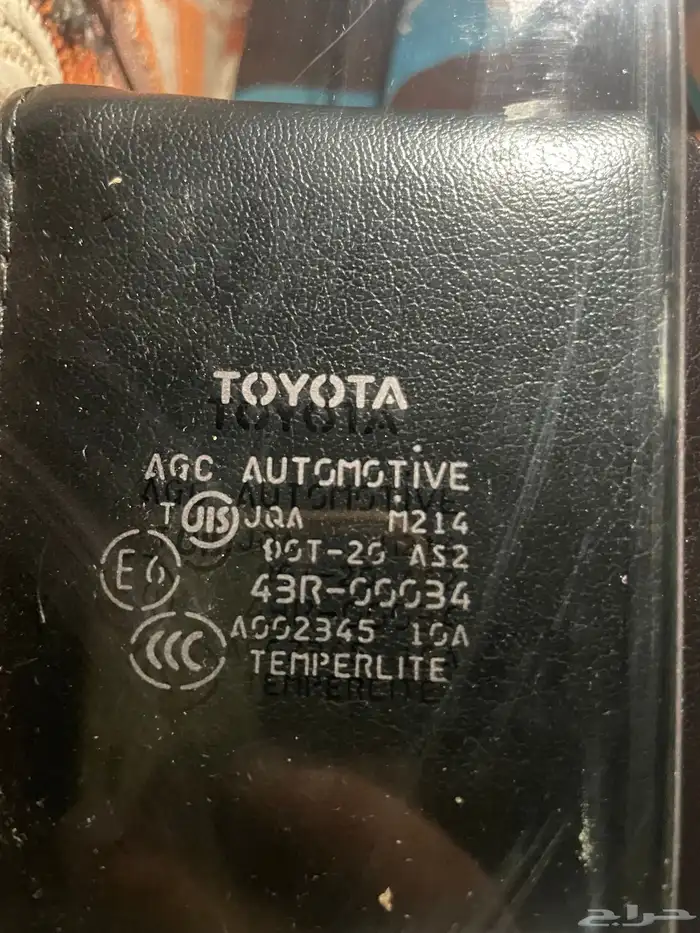 TOYOTA
AGC AUTOMOTIVE
T JIS JQA M214
DOT-20 AS2
E6 43R-00034
CCC A002345 10A
TEMPERLITE
حراج